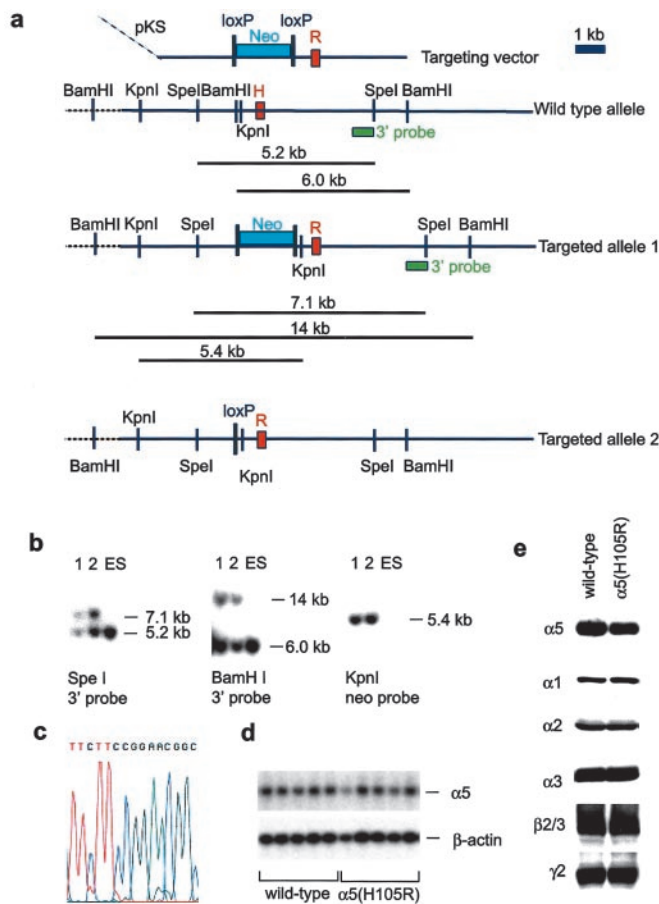 a
pKS
loxP loxP
Neo R
Targeting vector
1 kb
BamHI KpnI SpeI BamHI H SpeI BamHI
Wild type allele
KpnI
3' probe
5.2 kb
6.0 kb
BamHI KpnI SpeI Neo R SpeI BamHI
Targeted allele 1
KpnI
3' probe
7.1 kb
14 kb
5.4 kb
KpnI loxP R
Targeted allele 2
BamHI SpeI KpnI SpeI BamHI
b
1 2 ES
7.1 kb
5.2 kb
Spe I
3' probe
1 2 ES
14 kb
6.0 kb
BamH I
3' probe
1 2 ES
5.4 kb
KpnI
neo probe
c
TTCTTCCGGAACGGC
d
α5
β-actin
wild-type α5(H105R)
e
wild-type
α5(H105R)
α5
α1
α2
α3
β2/3
γ2